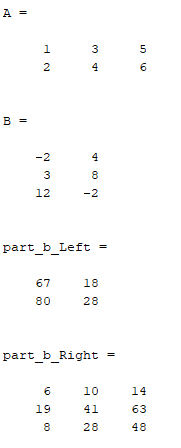 A =
1 3 5
2 4 6
B =
-2 4
3 8
12 -2
part_b_Left =
67 18
80 28
part_b_Right =
6 10 14
19 41 63
8 28 48